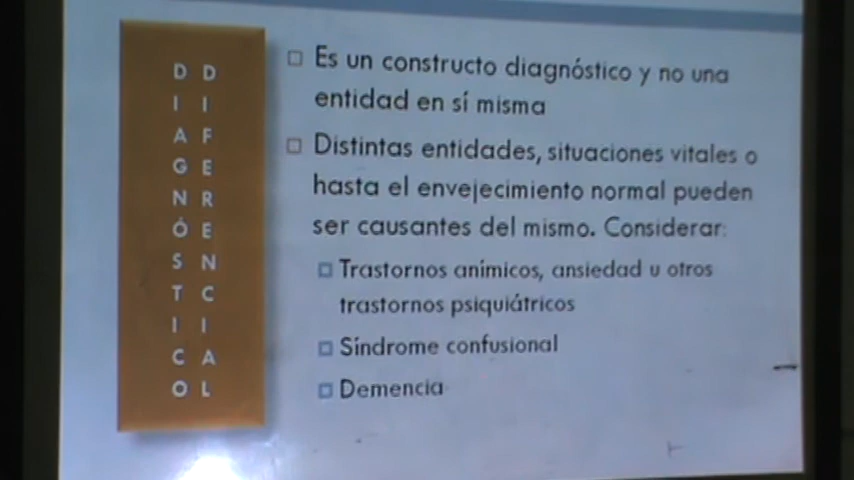 DIAGNÓSTICO
DIFERENCIAL
Es un constructo diagnóstico y no una
entidad en sí misma
Distintas entidades, situaciones vitales o
hasta el envejecimiento normal pueden
ser causantes del mismo. Considerar:
Trastornos anímicos, ansiedad u otros
trastornos psiquiátricos
Síndrome confusional
Demencia